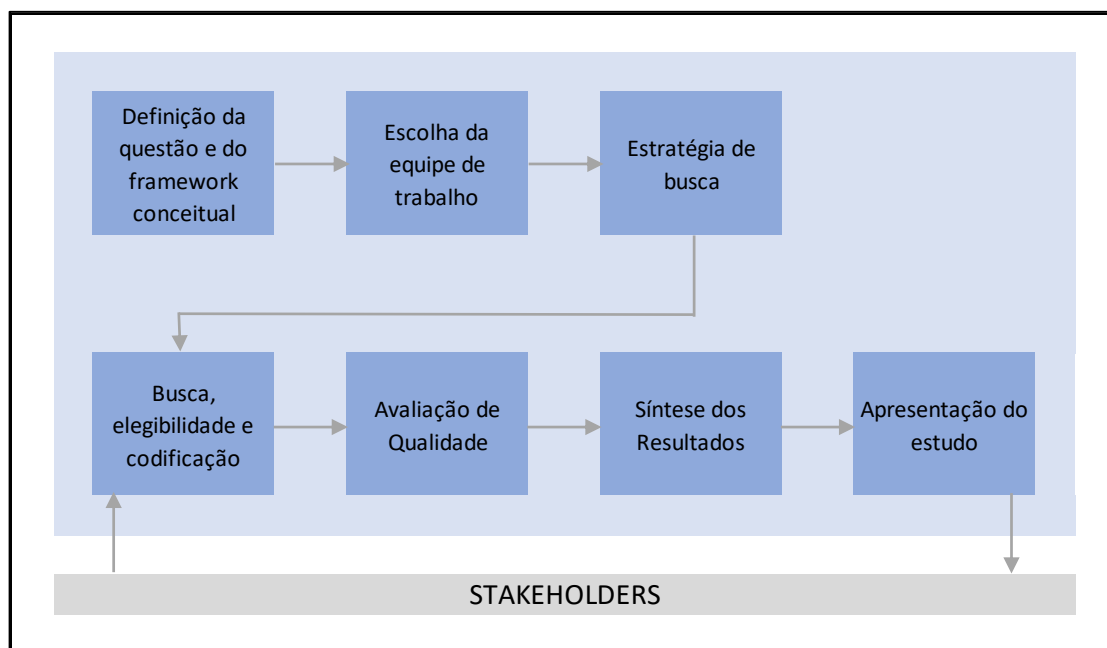 Definição da
questão e do
framework
conceitual
Escolha da
equipe de
trabalho
Estratégia de
busca
Busca,
elegibilidade e
codificação
Avaliação de
Qualidade
Síntese dos
Resultados
Apresentação do
estudo
STAKEHOLDERS